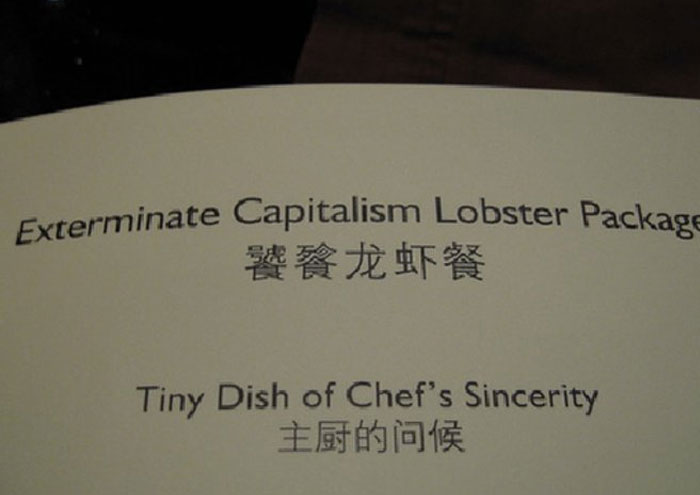 Exterminate Capitalism Lobster Package
饕餮龙虾餐
Tiny Dish of Chef's Sincerity
主厨的问候